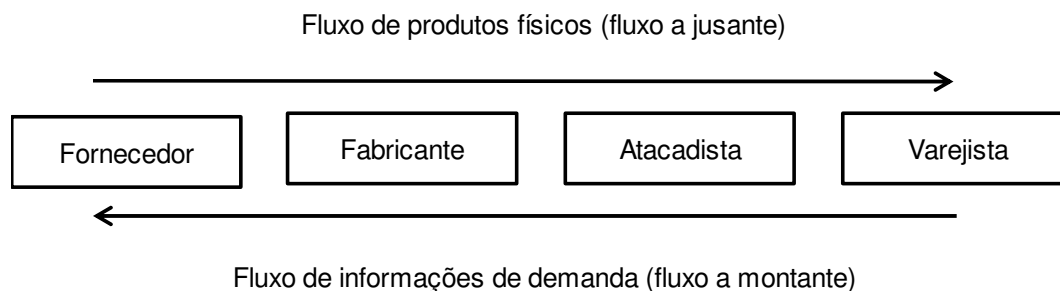 Fluxo de produtos físicos (fluxo a jusante)
Fornecedor
Fabricante
Atacadista
Varejista
Fluxo de informações de demanda (fluxo a montante)